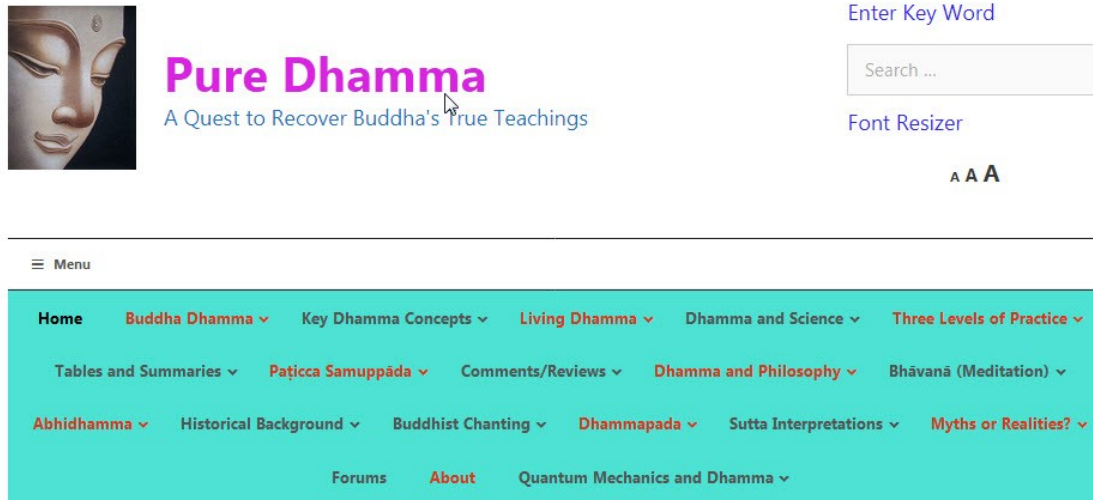 Enter Key Word
Pure Dhamma
Search ...
A Quest to Recover Buddha's True Teachings
Font Resizer
A A A
☰ Menu
Home Buddha Dhamma Key Dhamma Concepts Living Dhamma Dhamma and Science Three Levels of Practice
Tables and Summaries Paṭicca Samuppāda Comments/Reviews Dhamma and Philosophy Bhāvanā (Meditation)
Abhidhamma Historical Background Buddhist Chanting Dhammapada Sutta Interpretations Myths or Realities?
Forums About Quantum Mechanics and Dhamma